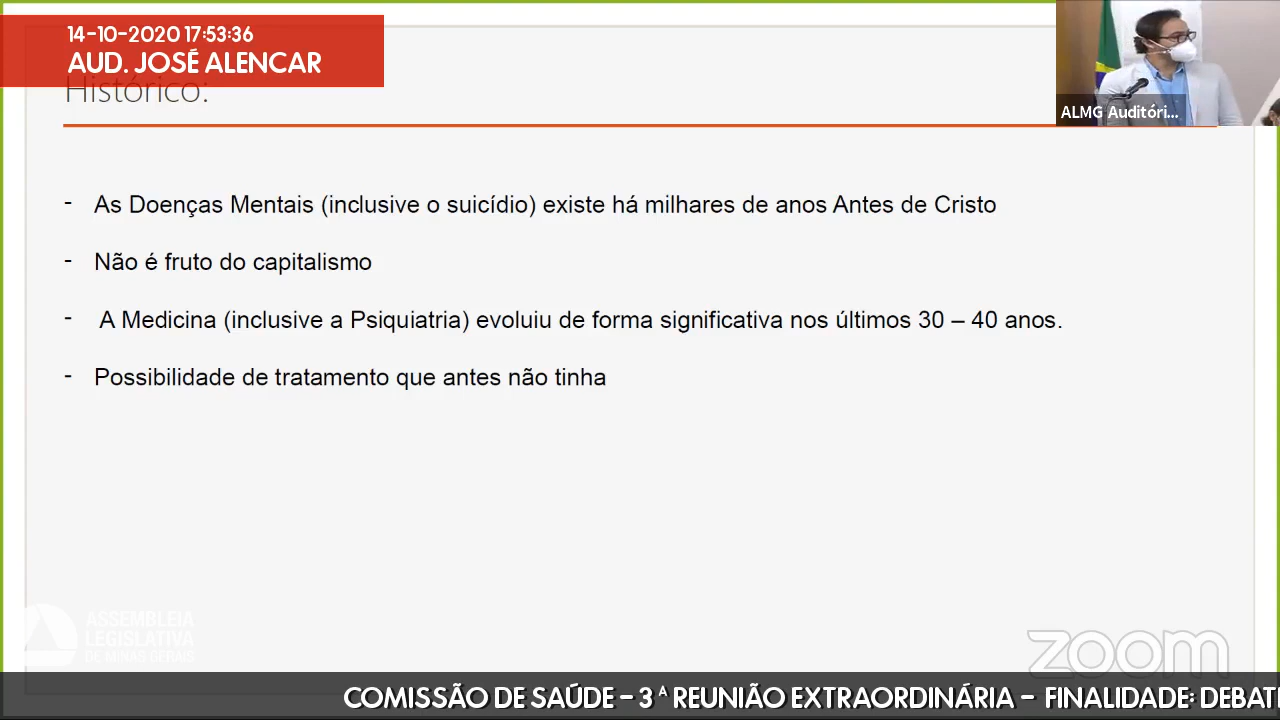 14-10-2020 17:53:36
AUD. JOSÉ ALENCAR
Histórico:
ALMG Auditóri...
- As Doenças Mentais (inclusive o suicídio) existe há milhares de anos Antes de Cristo
- Não é fruto do capitalismo
- A Medicina (inclusive a Psiquiatria) evoluiu de forma significativa nos últimos 30 – 40 anos.
- Possibilidade de tratamento que antes não tinha
ASSEMBLEIA
LEGISLATIVA
DE MINAS GERAIS
zoom
COMISSÃO DE SAÚDE – 3ª REUNIÃO EXTRAORDINÁRIA – FINALIDADE: DEBATI